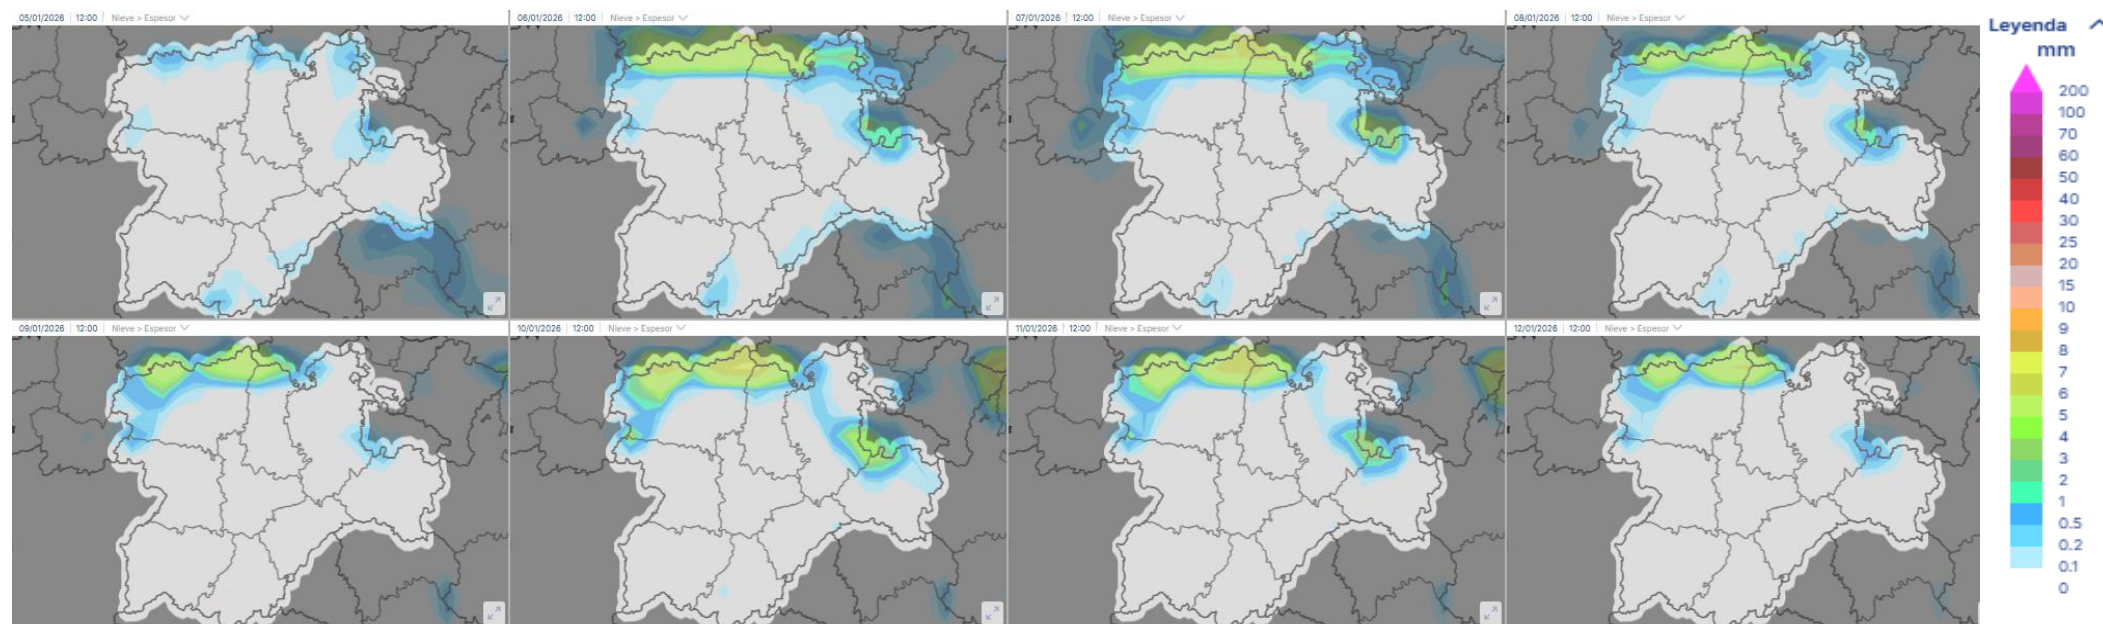 05/01/2026 12:00 Nieve > Espesor
06/01/2026 12:00 Nieve > Espesor
07/01/2026 12:00 Nieve > Espesor
08/01/2026 12:00 Nieve > Espesor
09/01/2026 12:00 Nieve > Espesor
10/01/2026 12:00 Nieve > Espesor
11/01/2026 12:00 Nieve > Espesor
12/01/2026 12:00 Nieve > Espesor
Leyenda
mm
200
100
70
60
50
40
30
25
20
15
10
9
8
7
6
5
4
3
2
1
0.5
0.2
0.1
0